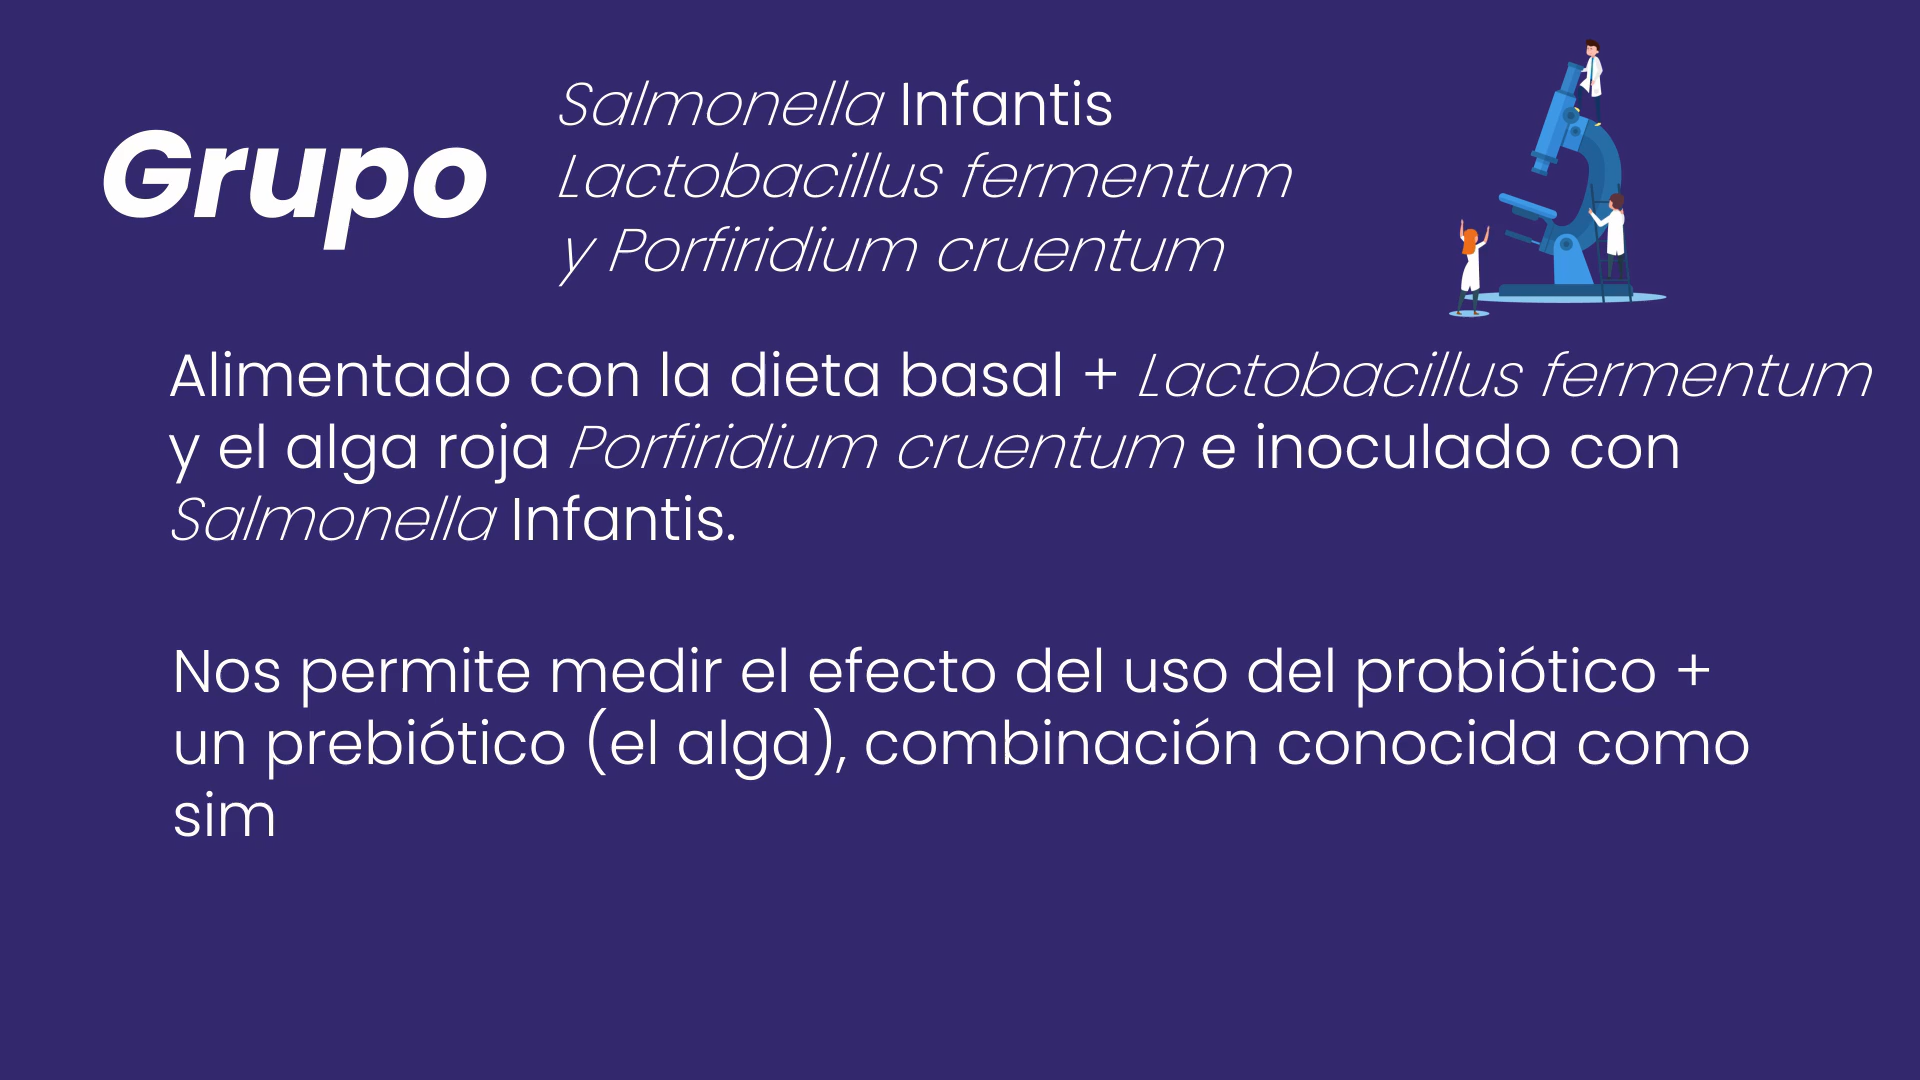 Grupo
Salmonella Infantis
Lactobacillus fermentum
y Porfiridium cruentum
Alimentado con la dieta basal + Lactobacillus fermentum
y el alga roja Porfiridium cruentum e inoculado con
Salmonella Infantis.
Nos permite medir el efecto del uso del probiótico +
un prebiótico (el alga), combinación conocida como
sim